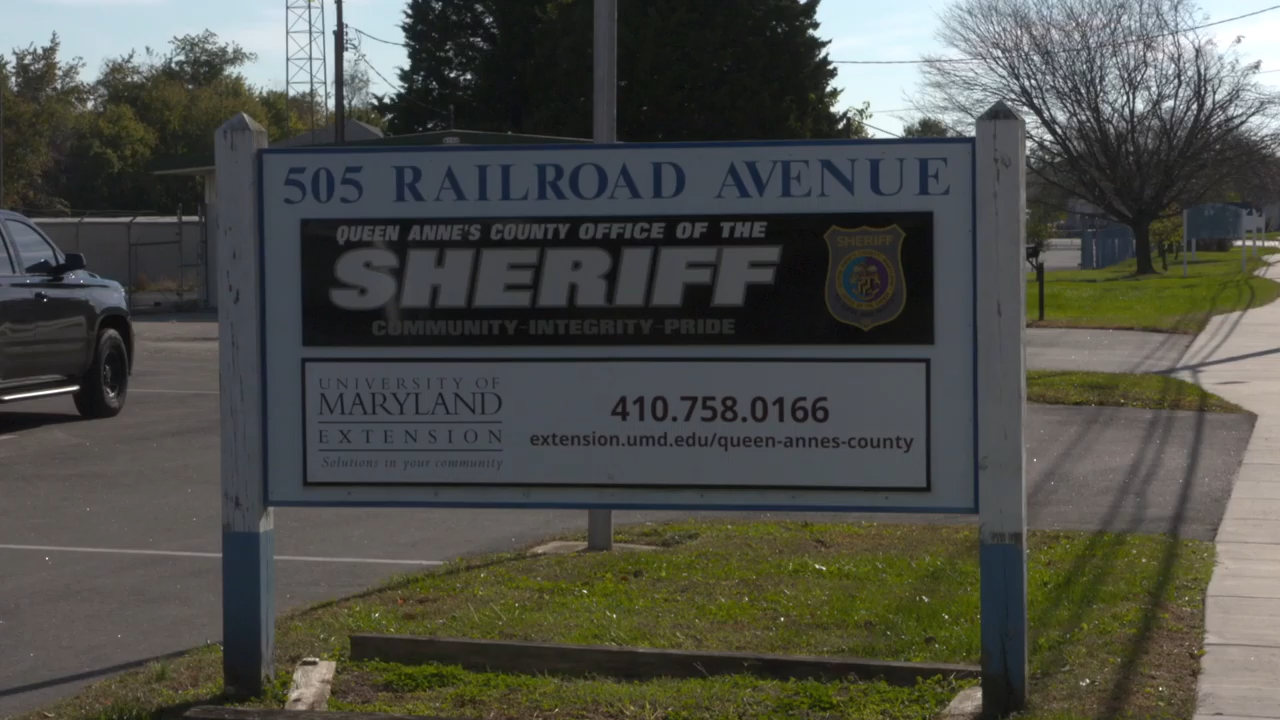 505 RAILROAD AVENUE
QUEEN ANNE'S COUNTY OFFICE OF THE
SHERIFF
COMMUNITY-INTEGRITY-PRIDE
SHERIFF
UNIVERSITY OF
MARYLAND
EXTENSION
Solutions in your community
410.758.0166
extension.umd.edu/queen-annes-county